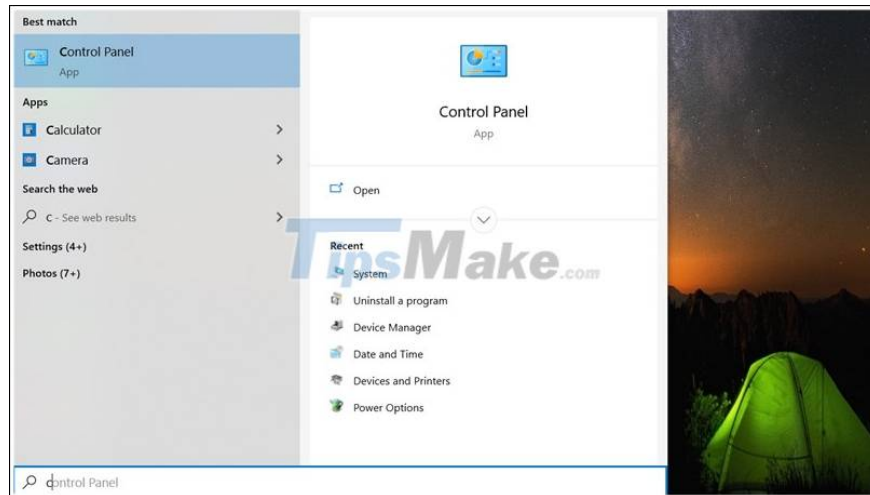 Best match
Control Panel
App
Apps
Calculator
Camera
Search the web
c - See web results
Settings (4+)
Photos (7+)
Control Panel
App
Open
Recent
System
Uninstall a program
Device Manager
Date and Time
Devices and Printers
Power Options
TipsMake.com
control Panel